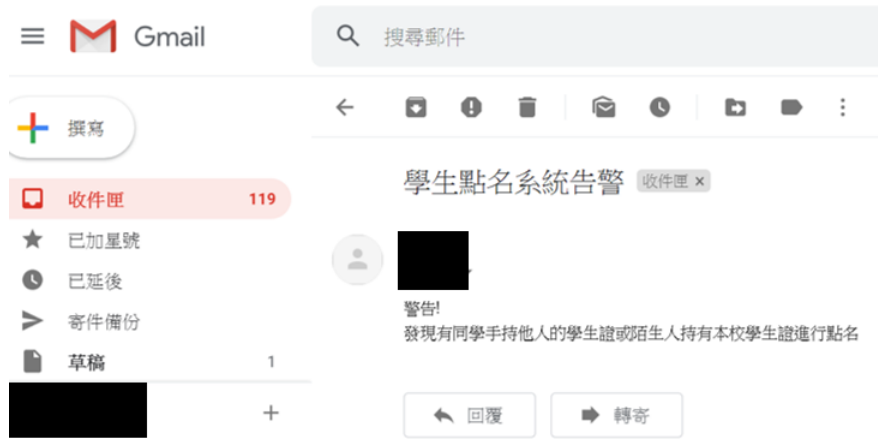 Gmail
搜尋郵件
撰寫
收件匣 119
已加星號
已延後
寄件備份
草稿 1
學生點名系統告警 收件匣 ×
警告!
發現有同學手持他人的學生證或陌生人持有本校學生證進行點名
回覆 轉寄